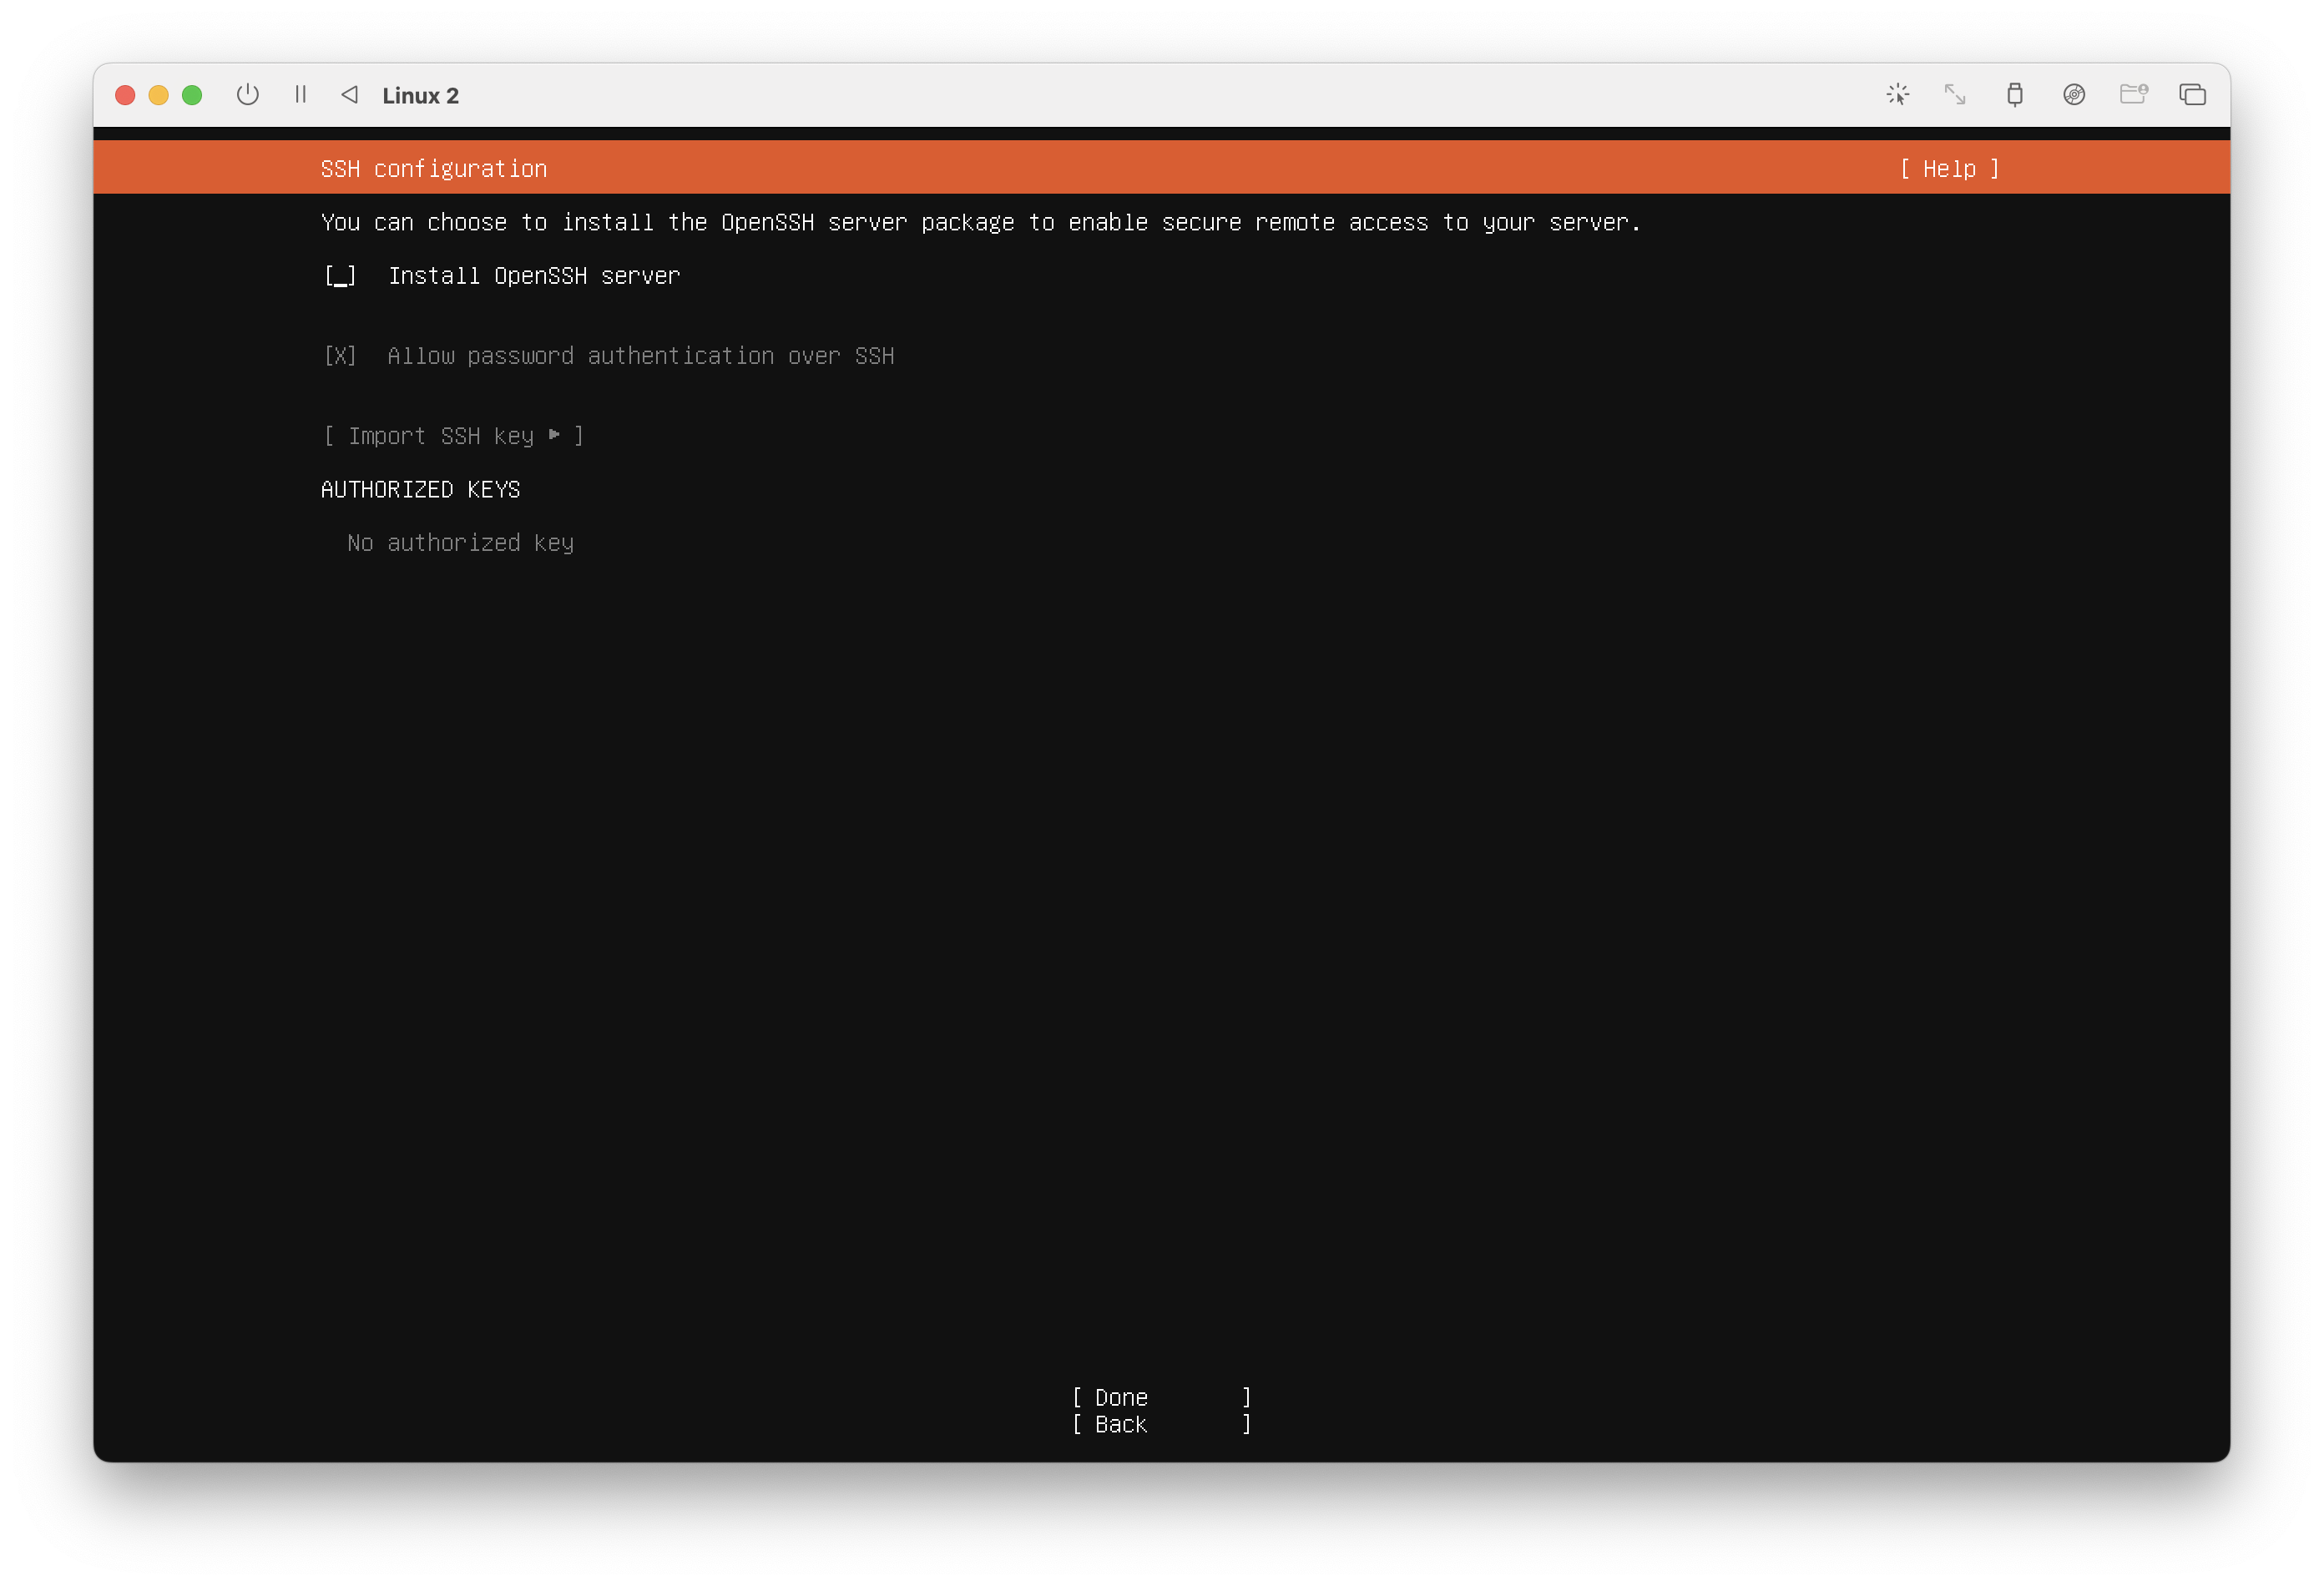 Linux 2
SSH configuration [ Help ]
You can choose to install the OpenSSH server package to enable secure remote access to your server.
[ ] Install OpenSSH server
[X] Allow password authentication over SSH
[ Import SSH key ▸ ]
AUTHORIZED KEYS
No authorized key
[ Done ]
[ Back ]